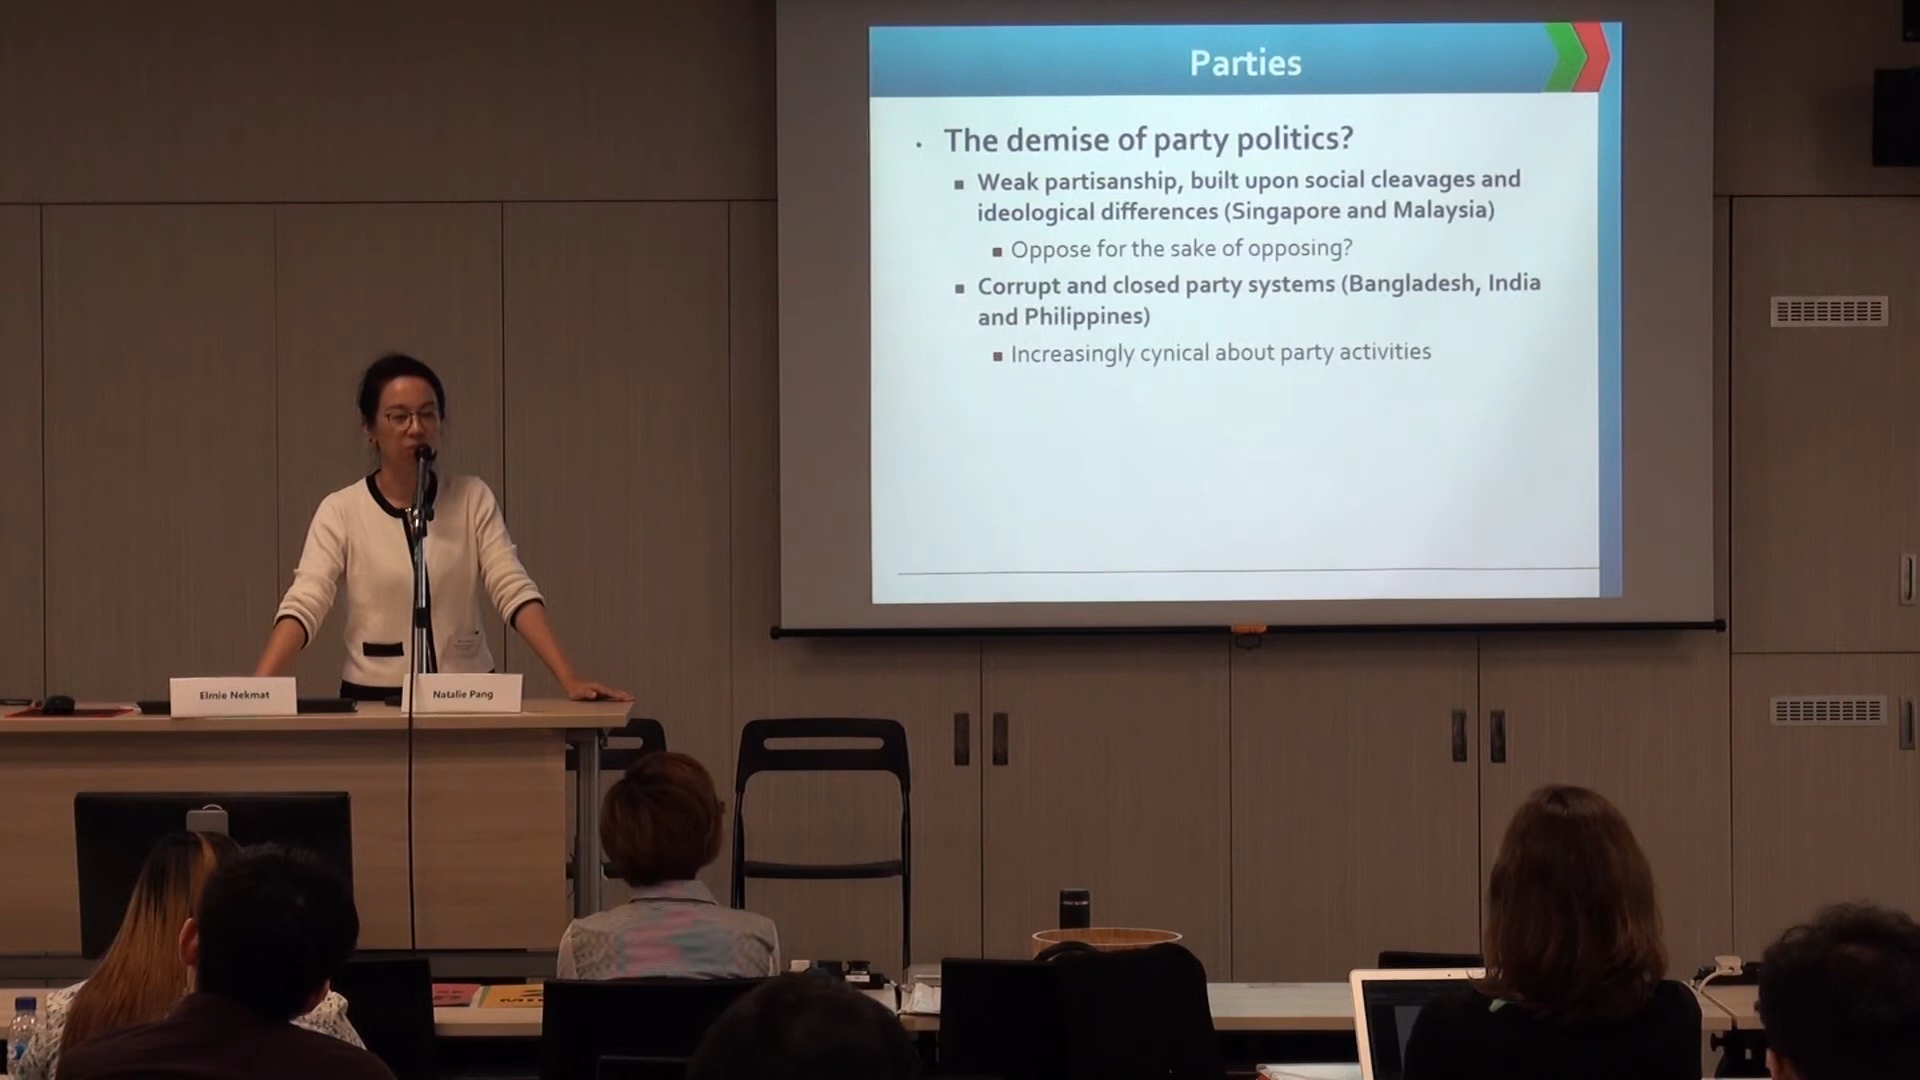 Parties
• The demise of party politics?
▪ Weak partisanship, built upon social cleavages and
ideological differences (Singapore and Malaysia)
▪ Oppose for the sake of opposing?
▪ Corrupt and closed party systems (Bangladesh, India
and Philippines)
▪ Increasingly cynical about party activities
Elmie Nekmat
Natalie Pang